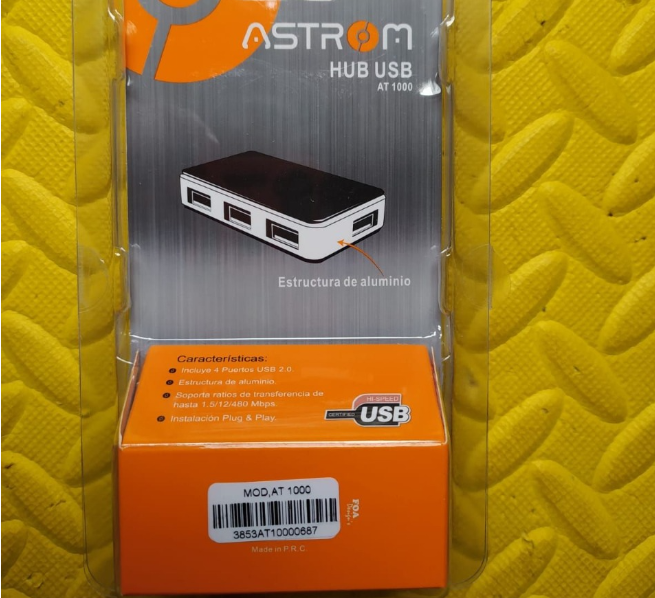 ASTROM
HUB USB
AT 1000
Estructura de aluminio
Características:
Incluye 4 Puertos USB 2.0.
Estructura de aluminio.
Soporta ratios de transferencia de
hasta 1.5/12/480 Mbps.
Instalación Plug & Play.
HI-SPEED
CERTIFIED USB
MOD,AT 1000
3853AT10000687
Made in P.R.C.